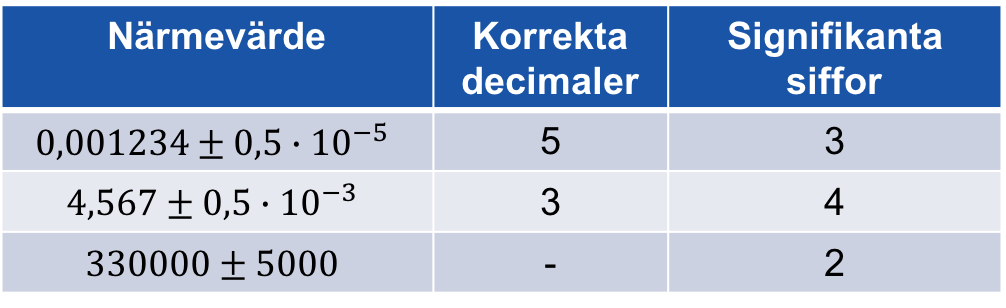 Närmevärde Korrekta decimaler Signifikanta siffor
0,001234 ± 0,5 · 10⁻⁵ 5 3
4,567 ± 0,5 · 10⁻³ 3 4
330000 ± 5000 - 2